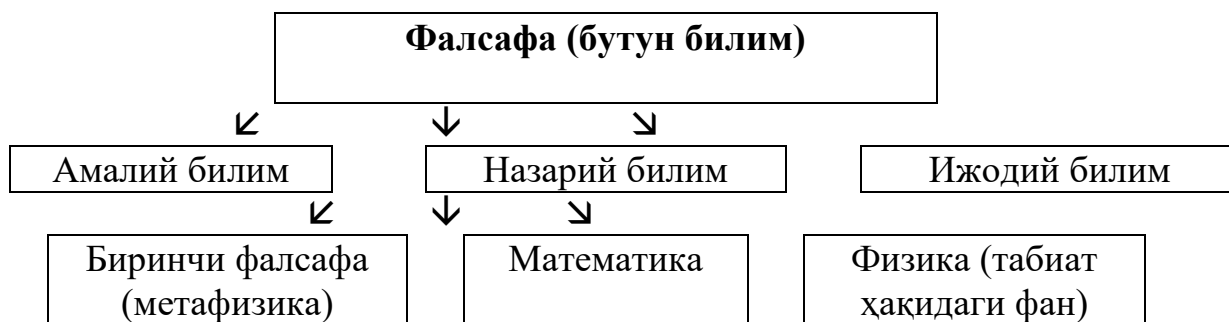 Фалсафа (бутун билим)
Амалий билим
Назарий билим
Ижодий билим
Биринчи фалсафа
(метафизика)
Математика
Физика (табиат
ҳақидаги фан)